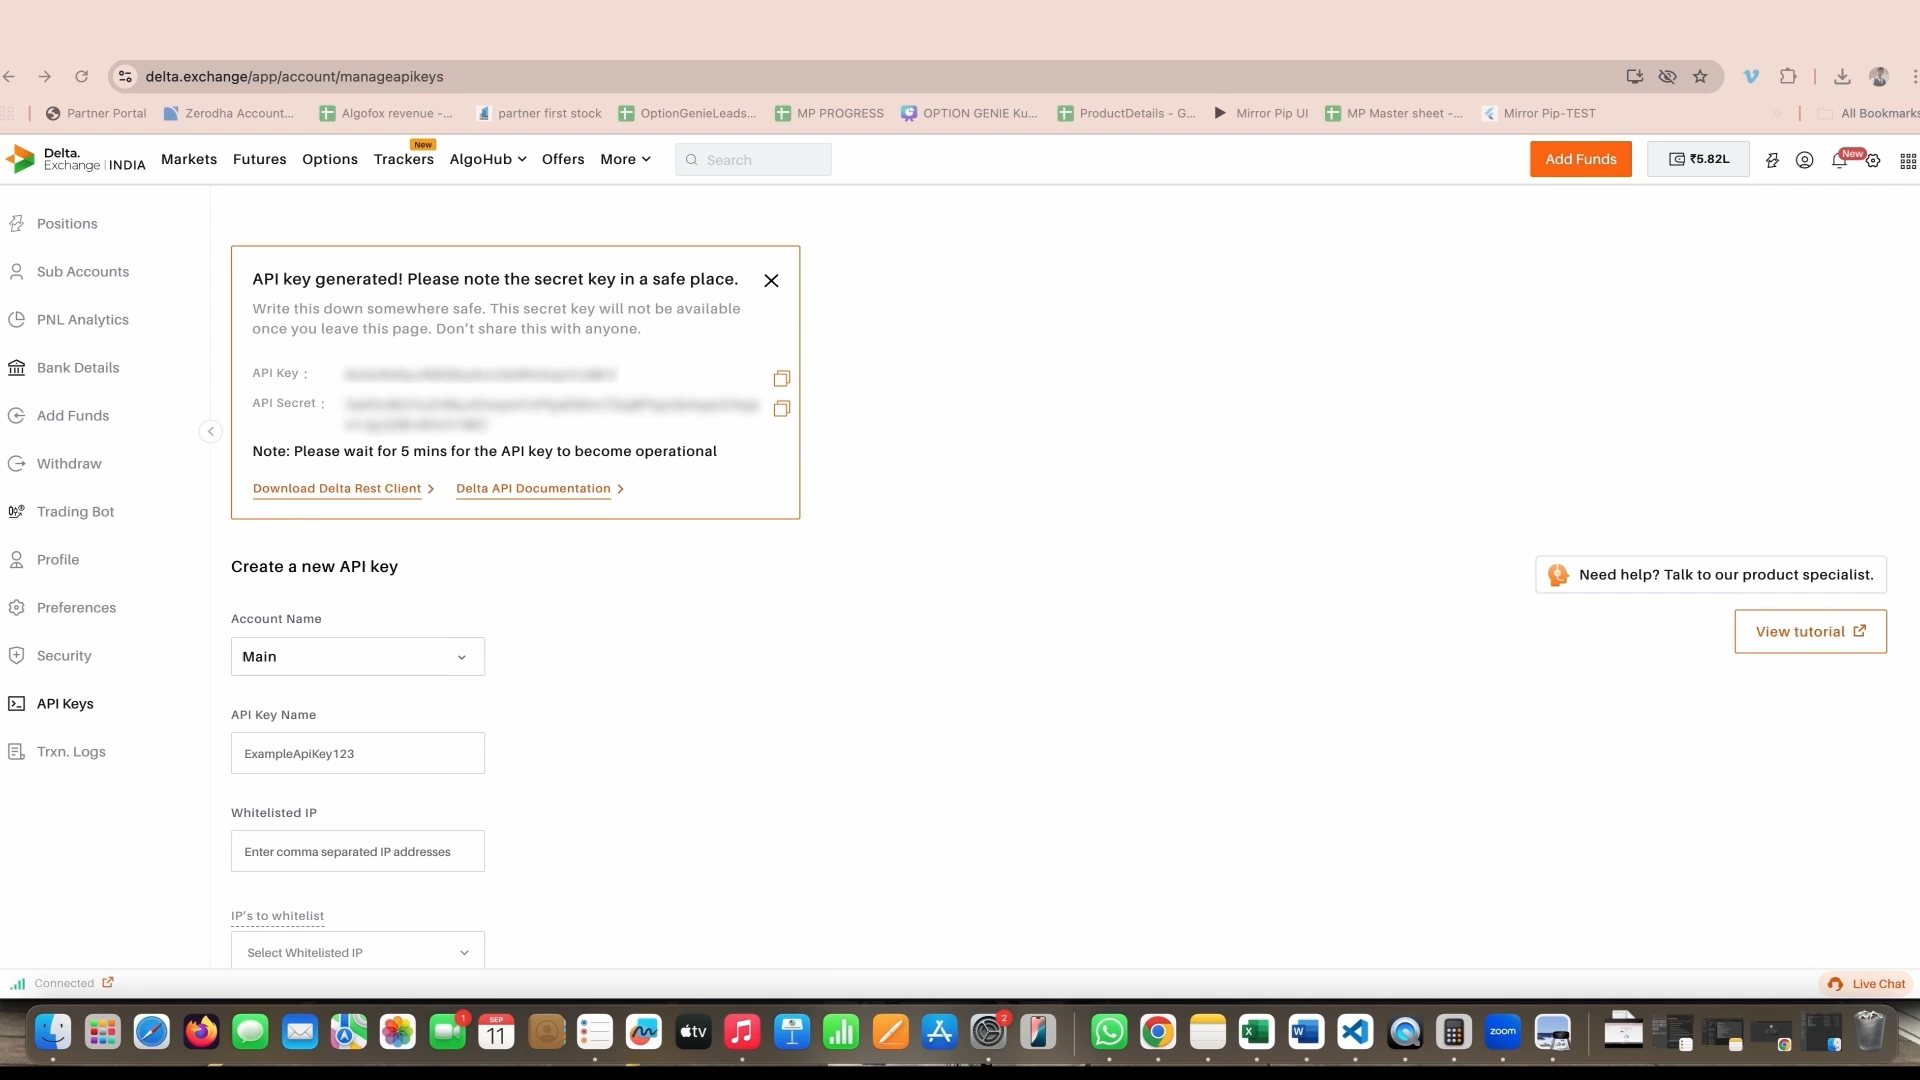 delta.exchange/app/account/manageapikeys
Partner Portal
Zerodha Account...
Algofox revenue -...
partner first stock
OptionGenieLeads...
MP PROGRESS
OPTION GENIE Ku...
ProductDetails - G...
Mirror Pip UI
MP Master sheet -...
Mirror Pip-TEST
All Bookmarks
Delta.
Exchange | INDIA
Markets
Futures
Options
New
Trackers
AlgoHub
Offers
More
Search
Add Funds
₹5.82L
New
Positions
Sub Accounts
PNL Analytics
Bank Details
Add Funds
Withdraw
Trading Bot
Profile
Preferences
Security
API Keys
Trxn. Logs
API key generated! Please note the secret key in a safe place.
Write this down somewhere safe. This secret key will not be available
once you leave this page. Don’t share this with anyone.
API Key :
API Secret :
Note: Please wait for 5 mins for the API key to become operational
Download Delta Rest Client
Delta API Documentation
Create a new API key
Need help? Talk to our product specialist.
View tutorial
Account Name
Main
API Key Name
ExampleApiKey123
Whitelisted IP
Enter comma separated IP addresses
IP’s to whitelist
Select Whitelisted IP
Connected
Live Chat
1
SEP
11
tv
2
X
W
zoom